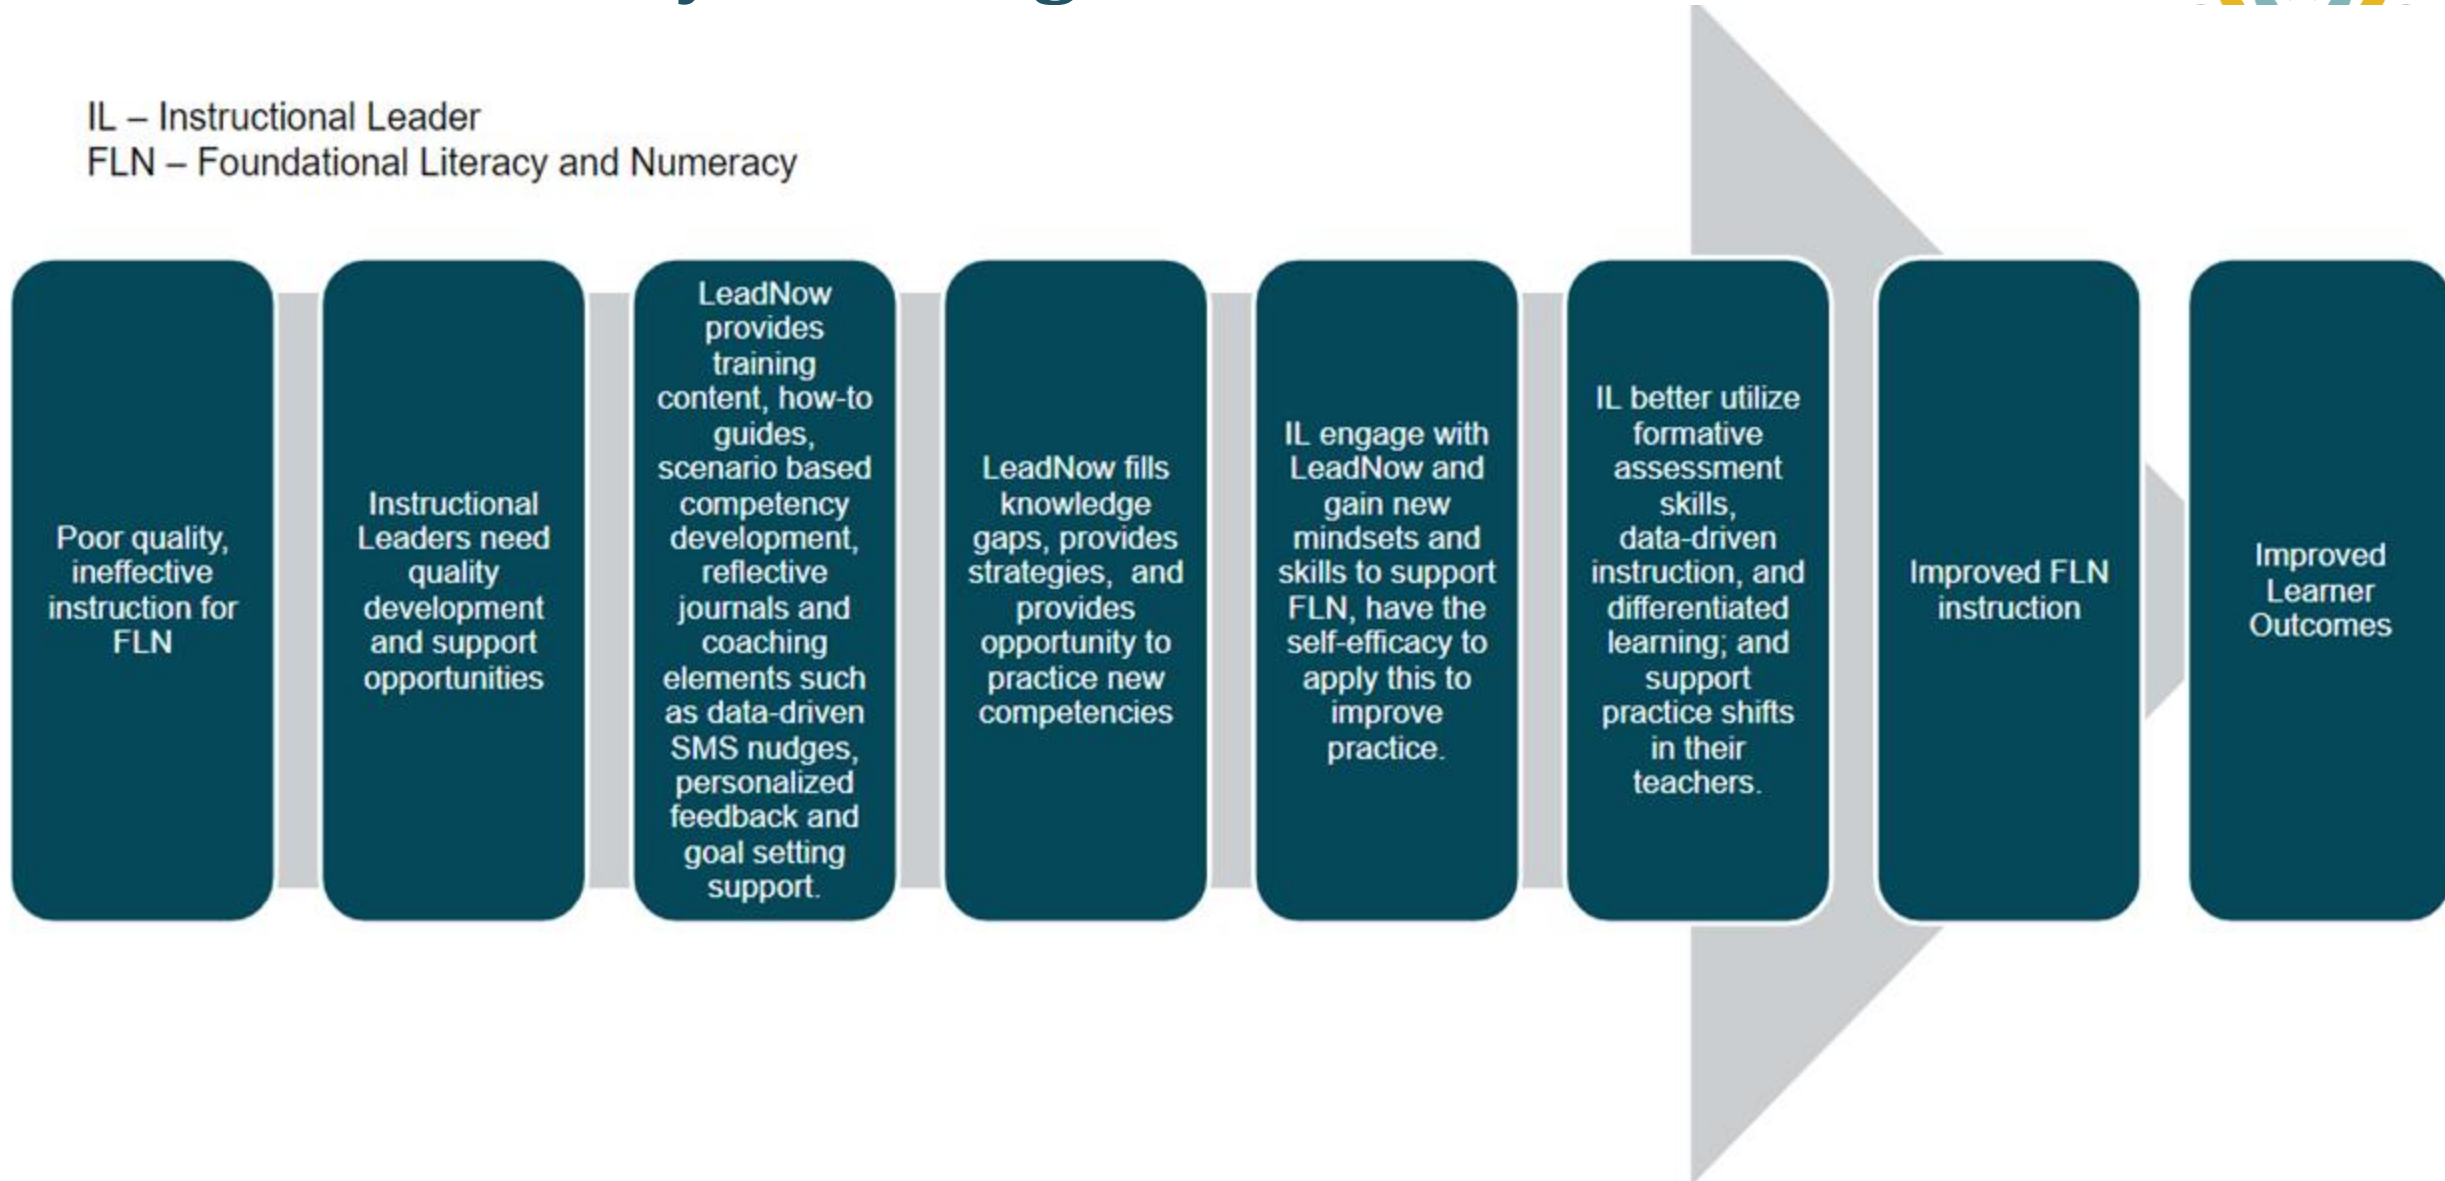 IL – Instructional Leader
FLN – Foundational Literacy and Numeracy
Poor quality,
ineffective
instruction for
FLN
Instructional
Leaders need
quality
development
and support
opportunities
LeadNow
provides
training
content, how-to
guides,
scenario based
competency
development,
reflective
journals and
coaching
elements such
as data-driven
SMS nudges,
personalized
feedback and
goal setting
support.
LeadNow fills
knowledge
gaps, provides
strategies, and
provides
opportunity to
practice new
competencies
IL engage with
LeadNow and
gain new
mindsets and
skills to support
FLN, have the
self-efficacy to
apply this to
improve
practice.
IL better utilize
formative
assessment
skills,
data-driven
instruction, and
differentiated
learning; and
support
practice shifts
in their
teachers.
Improved FLN
instruction
Improved
Learner
Outcomes